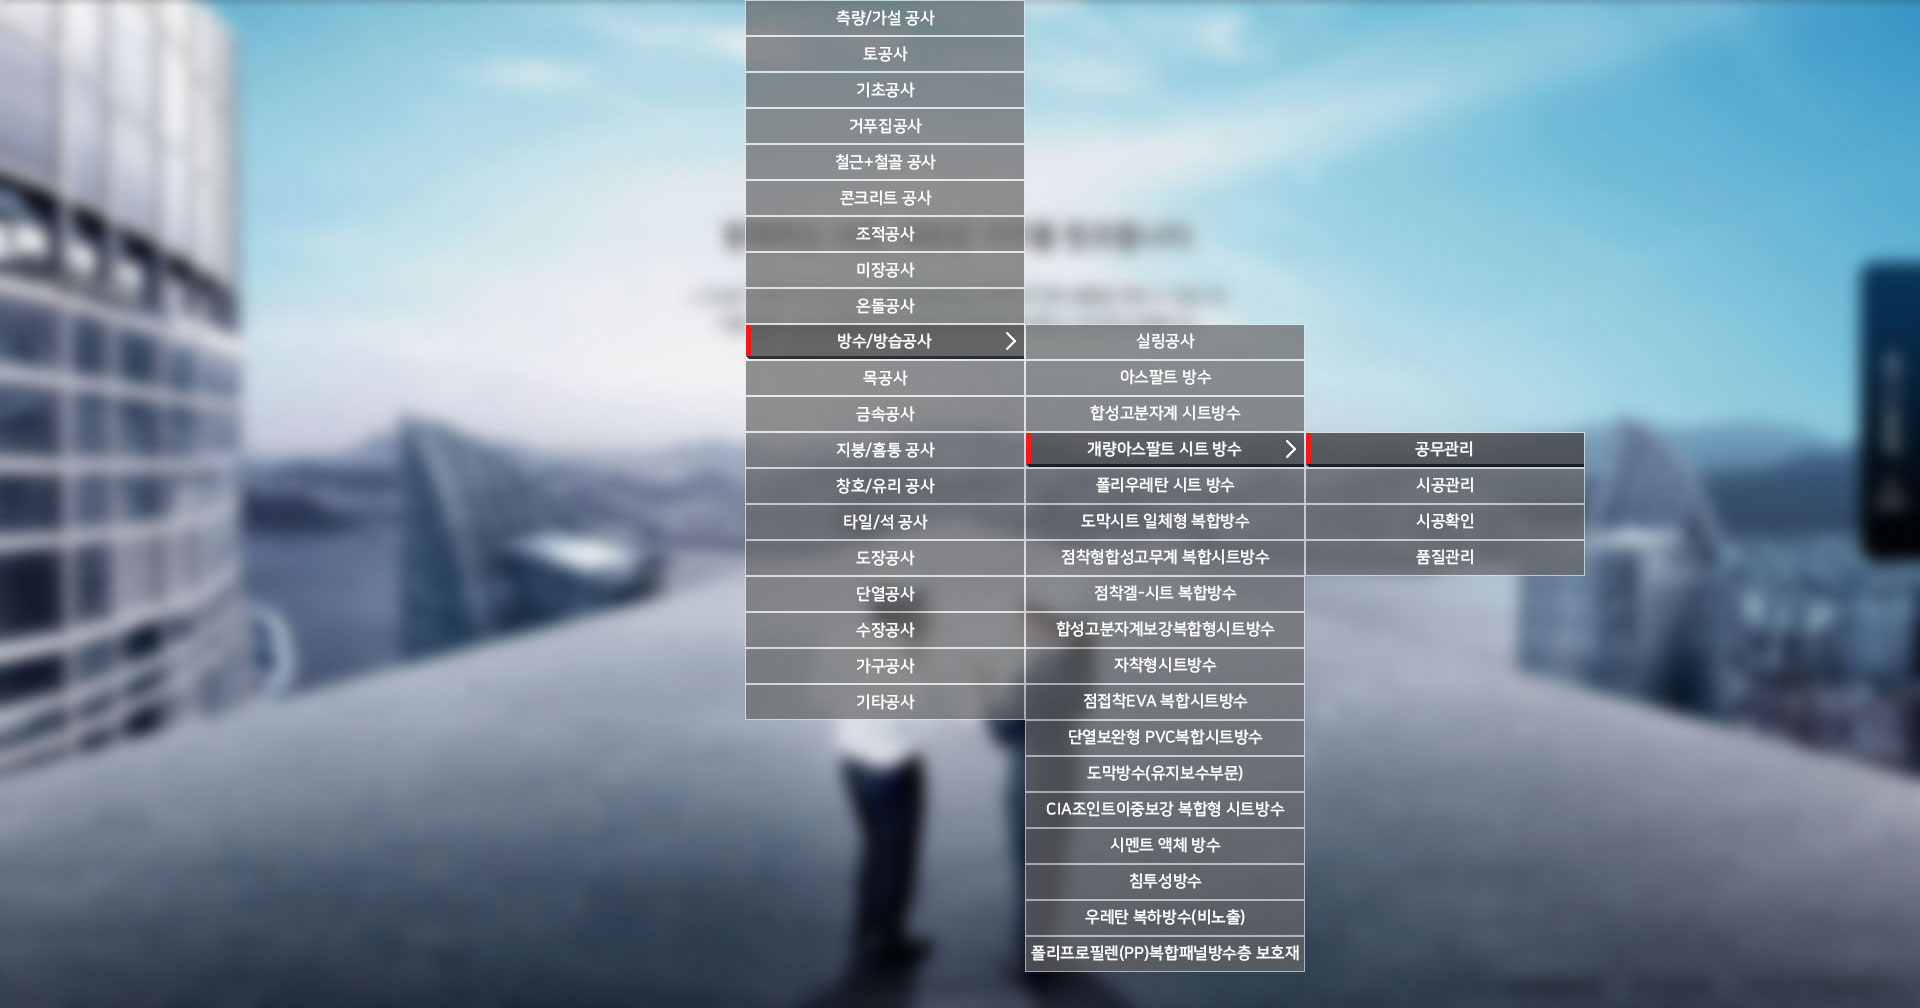 측량/가설 공사
토공사
기초공사
거푸집공사
철근+철골 공사
콘크리트 공사
조적공사
미장공사
온돌공사
방수/방습공사
목공사
금속공사
지붕/홈통 공사
창호/유리 공사
타일/석 공사
도장공사
단열공사
수장공사
가구공사
기타공사
실링공사
아스팔트 방수
합성고분자계 시트방수
개량아스팔트 시트 방수
폴리우레탄 시트 방수
도막시트 일체형 복합방수
점착형합성고무계 복합시트방수
점착겔-시트 복합방수
합성고분자계보강복합형시트방수
자착형시트방수
점접착EVA 복합시트방수
단열보완형 PVC복합시트방수
도막방수(유지보수부문)
CIA조인트이중보강 복합형 시트방수
시멘트 액체 방수
침투성방수
우레탄 복하방수(비노출)
폴리프로필렌(PP)복합패널방수층 보호재
공무관리
시공관리
시공확인
품질관리